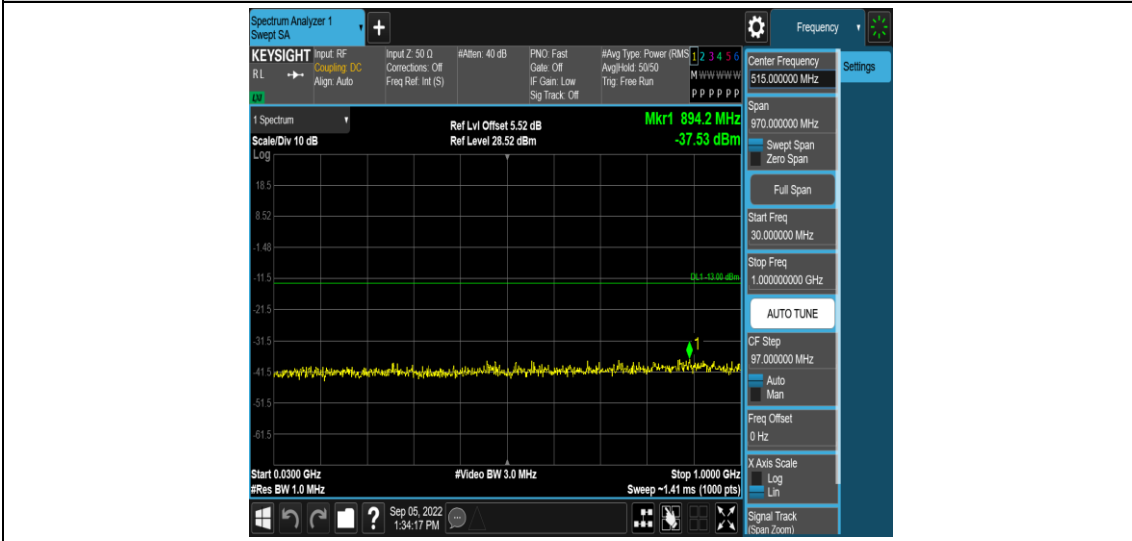 Spectrum Analyzer 1
Swept SA
+
Frequency
KEYSIGHT
RL
Input: RF
Coupling: DC
Align: Auto
Input Z: 50 Ω
Corrections: Off
Freq Ref: Int (S)
#Atten: 40 dB
PNO: Fast
Gate: Off
IF Gain: Low
Sig Track: Off
#Avg Type: Power (RMS
Avg|Hold: 50/50
Trig: Free Run
1 2 3 4 5 6
M W W W W W
P P P P P P
1 Spectrum
Scale/Div 10 dB
Log
Ref Lvl Offset 5.52 dB
Ref Level 28.52 dBm
Mkr1 894.2 MHz
-37.53 dBm
18.5
8.52
-1.48
-11.5
DL1 -13.00 dBm
-21.5
-31.5
1
-41.5
-51.5
-61.5
Start 0.0300 GHz
#Video BW 3.0 MHz
Stop 1.0000 GHz
#Res BW 1.0 MHz
Sweep ~1.41 ms (1000 pts)
?
Sep 05, 2022
1:34:17 PM
Center Frequency
515.000000 MHz
Settings
Span
970.000000 MHz
Swept Span
Zero Span
Full Span
Start Freq
30.000000 MHz
Stop Freq
1.000000000 GHz
AUTO TUNE
CF Step
97.000000 MHz
Auto
Man
Freq Offset
0 Hz
X Axis Scale
Log
Lin
Signal Track
(Span Zoom)